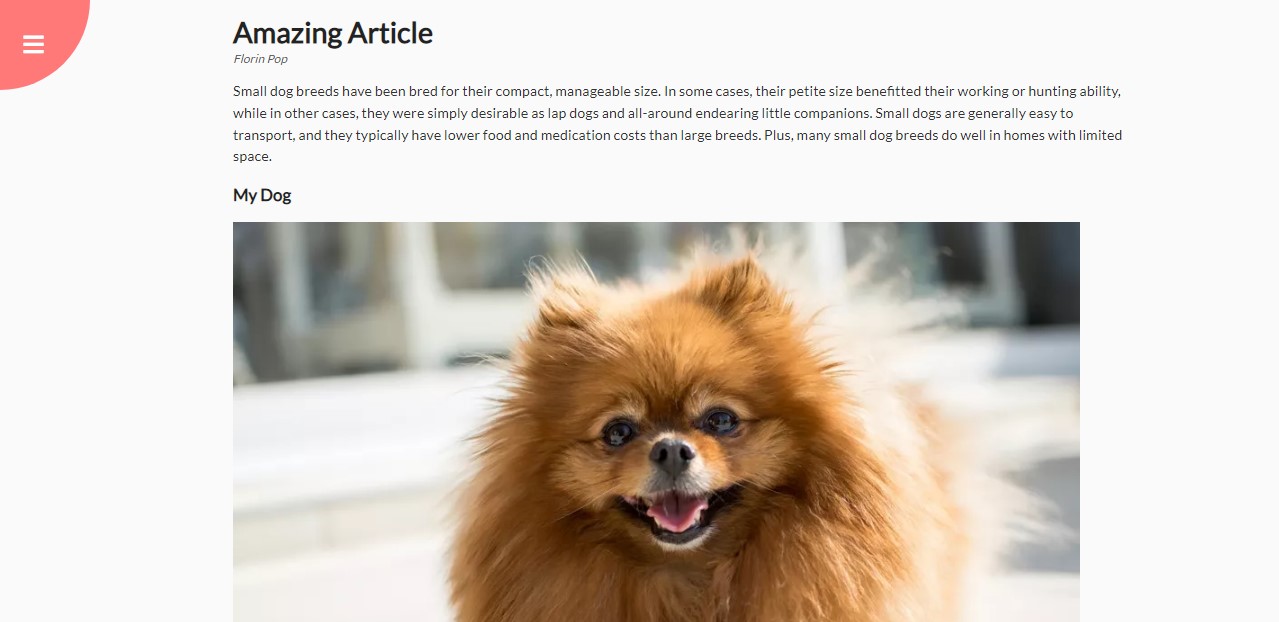 Amazing Article
Florin Pop
Small dog breeds have been bred for their compact, manageable size. In some cases, their petite size benefitted their working or hunting ability,
while in other cases, they were simply desirable as lap dogs and all-around endearing little companions. Small dogs are generally easy to
transport, and they typically have lower food and medication costs than large breeds. Plus, many small dog breeds do well in homes with limited
space.
My Dog